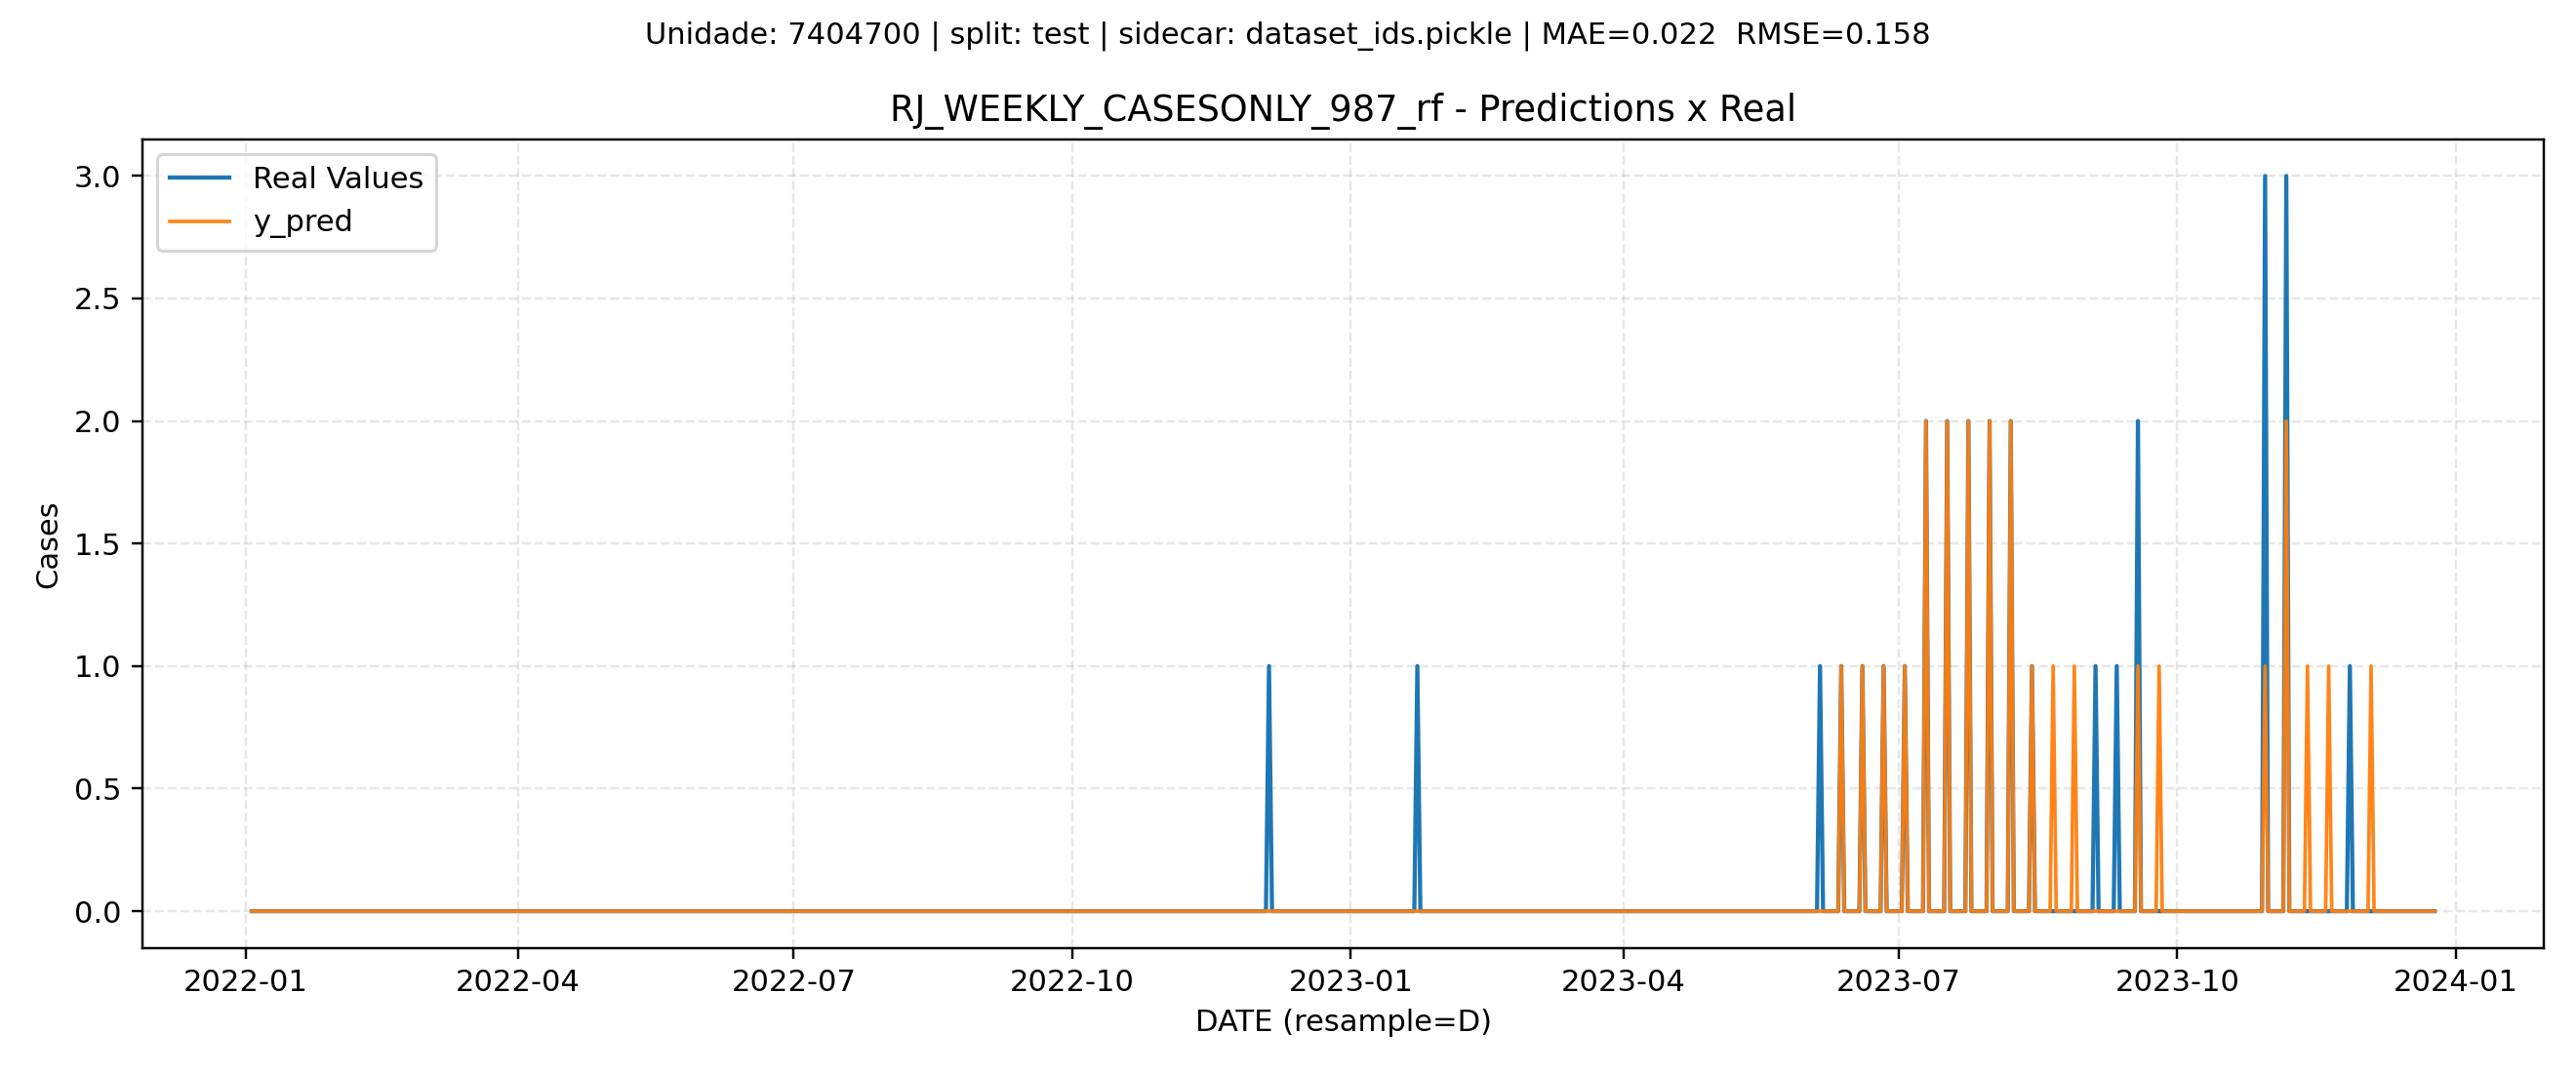 Unidade: 7404700 | split: test | sidecar: dataset_ids.pickle | MAE=0.022  RMSE=0.158
RJ_WEEKLY_CASESONLY_987_rf - Predictions x Real
Real Values
y_pred
3.0
2.5
2.0
1.5
1.0
0.5
0.0
Cases
2022-01 2022-04 2022-07 2022-10 2023-01 2023-04 2023-07 2023-10 2024-01
DATE (resample=D)